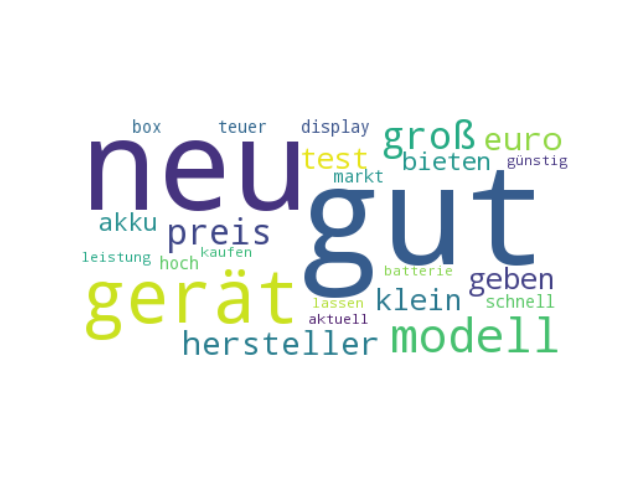 box teuer display
neu
groß euro
test bieten günstig
markt
gut
akku preis
leistung hoch kaufen
batterie
gerät
geben
lassen klein schnell
aktuell
hersteller modell